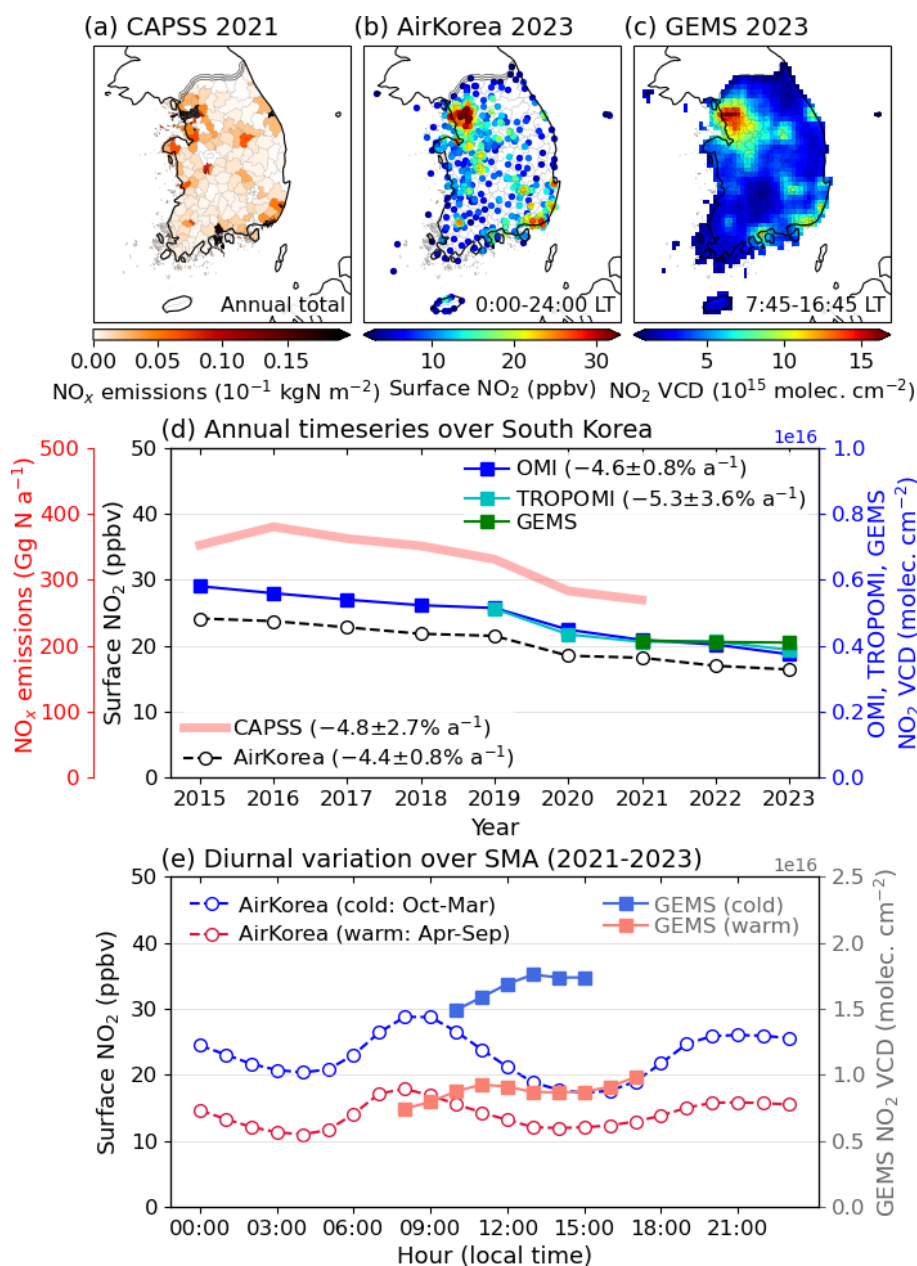 (a) CAPSS 2021
(b) AirKorea 2023
(c) GEMS 2023
Annual total
0:00-24:00 LT
7:45-16:45 LT
0.00 0.05 0.10 0.15
10 20 30
5 10 15
NOₓ emissions (10⁻¹ kgN m⁻²)
Surface NO₂ (ppbv)
NO₂ VCD (10¹⁵ molec. cm⁻²)
(d) Annual timeseries over South Korea
1e16
NOₓ emissions (Gg N a⁻¹)
500
400
300
200
100
0
Surface NO₂ (ppbv)
50
40
30
20
10
0
OMI (−4.6±0.8% a⁻¹)
TROPOMI (−5.3±3.6% a⁻¹)
GEMS
CAPSS (−4.8±2.7% a⁻¹)
AirKorea (−4.4±0.8% a⁻¹)
1.0
0.8
0.6
0.4
0.2
0.0
OMI, TROPOMI, GEMS
NO₂ VCD (molec. cm⁻²)
2015 2016 2017 2018 2019 2020 2021 2022 2023
Year
(e) Diurnal variation over SMA (2021-2023)
1e16
Surface NO₂ (ppbv)
50
40
30
20
10
0
AirKorea (cold: Oct-Mar)
AirKorea (warm: Apr-Sep)
GEMS (cold)
GEMS (warm)
2.5
2.0
1.5
1.0
0.5
0.0
GEMS NO₂ VCD (molec. cm⁻²)
00:00 03:00 06:00 09:00 12:00 15:00 18:00 21:00
Hour (local time)